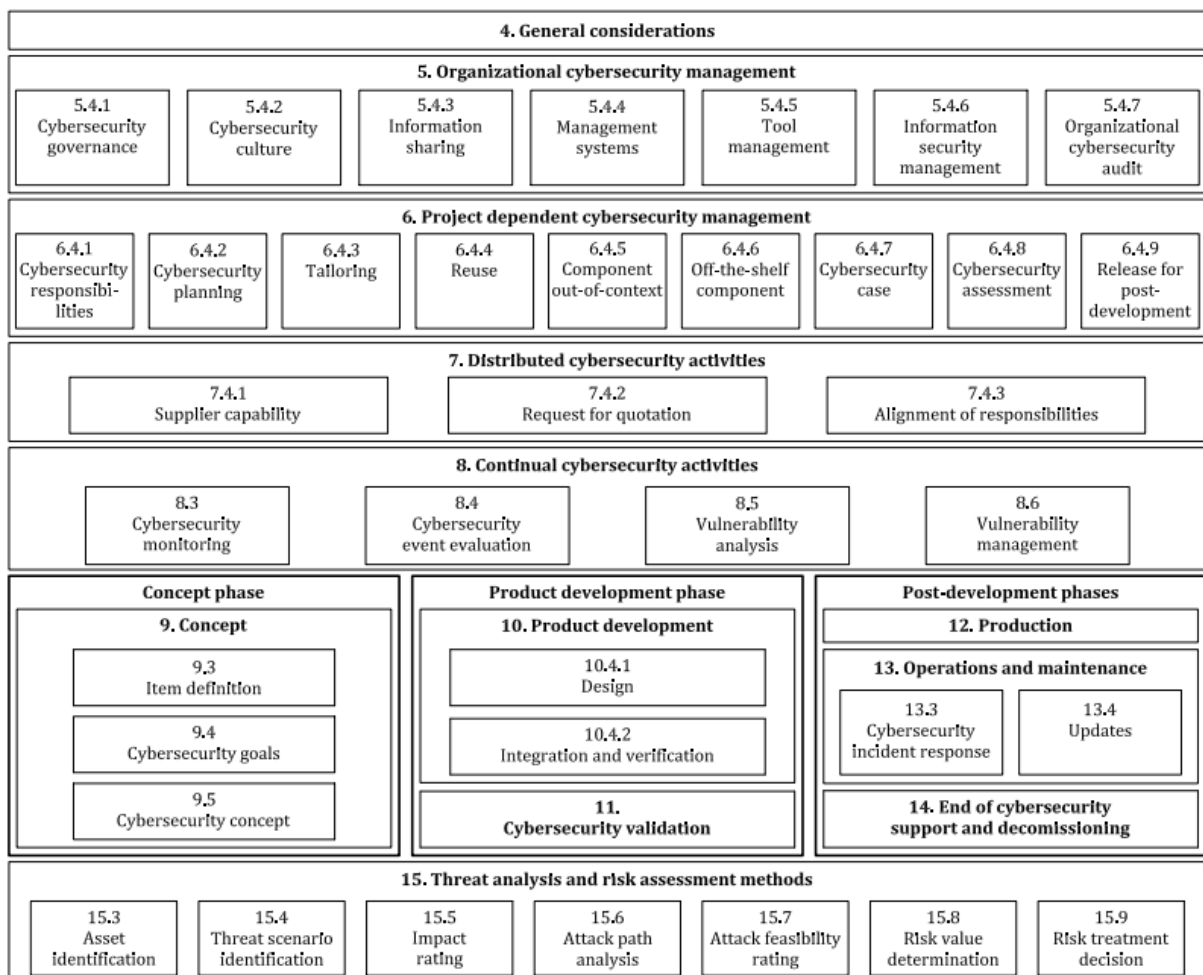 4. General considerations
5. Organizational cybersecurity management
5.4.1
Cybersecurity
governance
5.4.2
Cybersecurity
culture
5.4.3
Information
sharing
5.4.4
Management
systems
5.4.5
Tool
management
5.4.6
Information
security
management
5.4.7
Organizational
cybersecurity
audit
6. Project dependent cybersecurity management
6.4.1
Cybersecurity
responsibi-
lities
6.4.2
Cybersecurity
planning
6.4.3
Tailoring
6.4.4
Reuse
6.4.5
Component
out-of-context
6.4.6
Off-the-shelf
component
6.4.7
Cybersecurity
case
6.4.8
Cybersecurity
assessment
6.4.9
Release for
post-
development
7. Distributed cybersecurity activities
7.4.1
Supplier capability
7.4.2
Request for quotation
7.4.3
Alignment of responsibilities
8. Continual cybersecurity activities
8.3
Cybersecurity
monitoring
8.4
Cybersecurity
event evaluation
8.5
Vulnerability
analysis
8.6
Vulnerability
management
Concept phase
9. Concept
9.3
Item definition
9.4
Cybersecurity goals
9.5
Cybersecurity concept
Product development phase
10. Product development
10.4.1
Design
10.4.2
Integration and verification
11.
Cybersecurity validation
Post-development phases
12. Production
13. Operations and maintenance
13.3
Cybersecurity
incident response
13.4
Updates
14. End of cybersecurity
support and decomissioning
15. Threat analysis and risk assessment methods
15.3
Asset
identification
15.4
Threat scenario
identification
15.5
Impact
rating
15.6
Attack path
analysis
15.7
Attack feasibility
rating
15.8
Risk value
determination
15.9
Risk treatment
decision